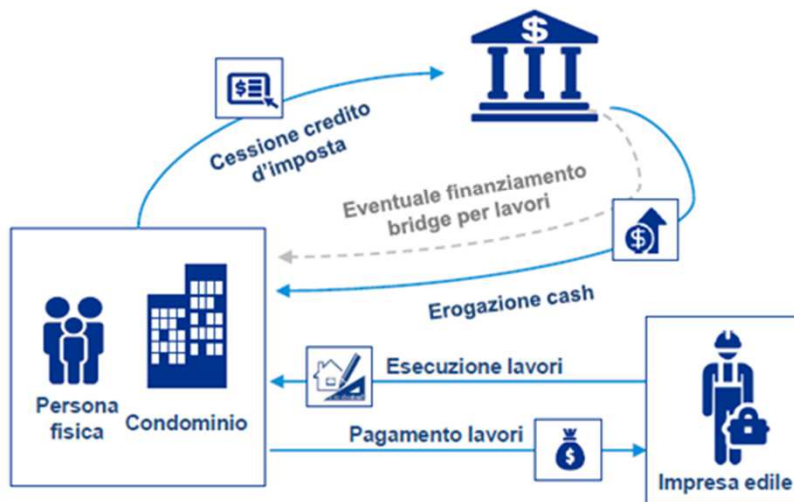 $
$
Cessione credito
d'imposta
Eventuale finanziamento
bridge per lavori
$
Erogazione cash
Esecuzione lavori
Persona
fisica
Condominio
Pagamento lavori
$
Impresa edile